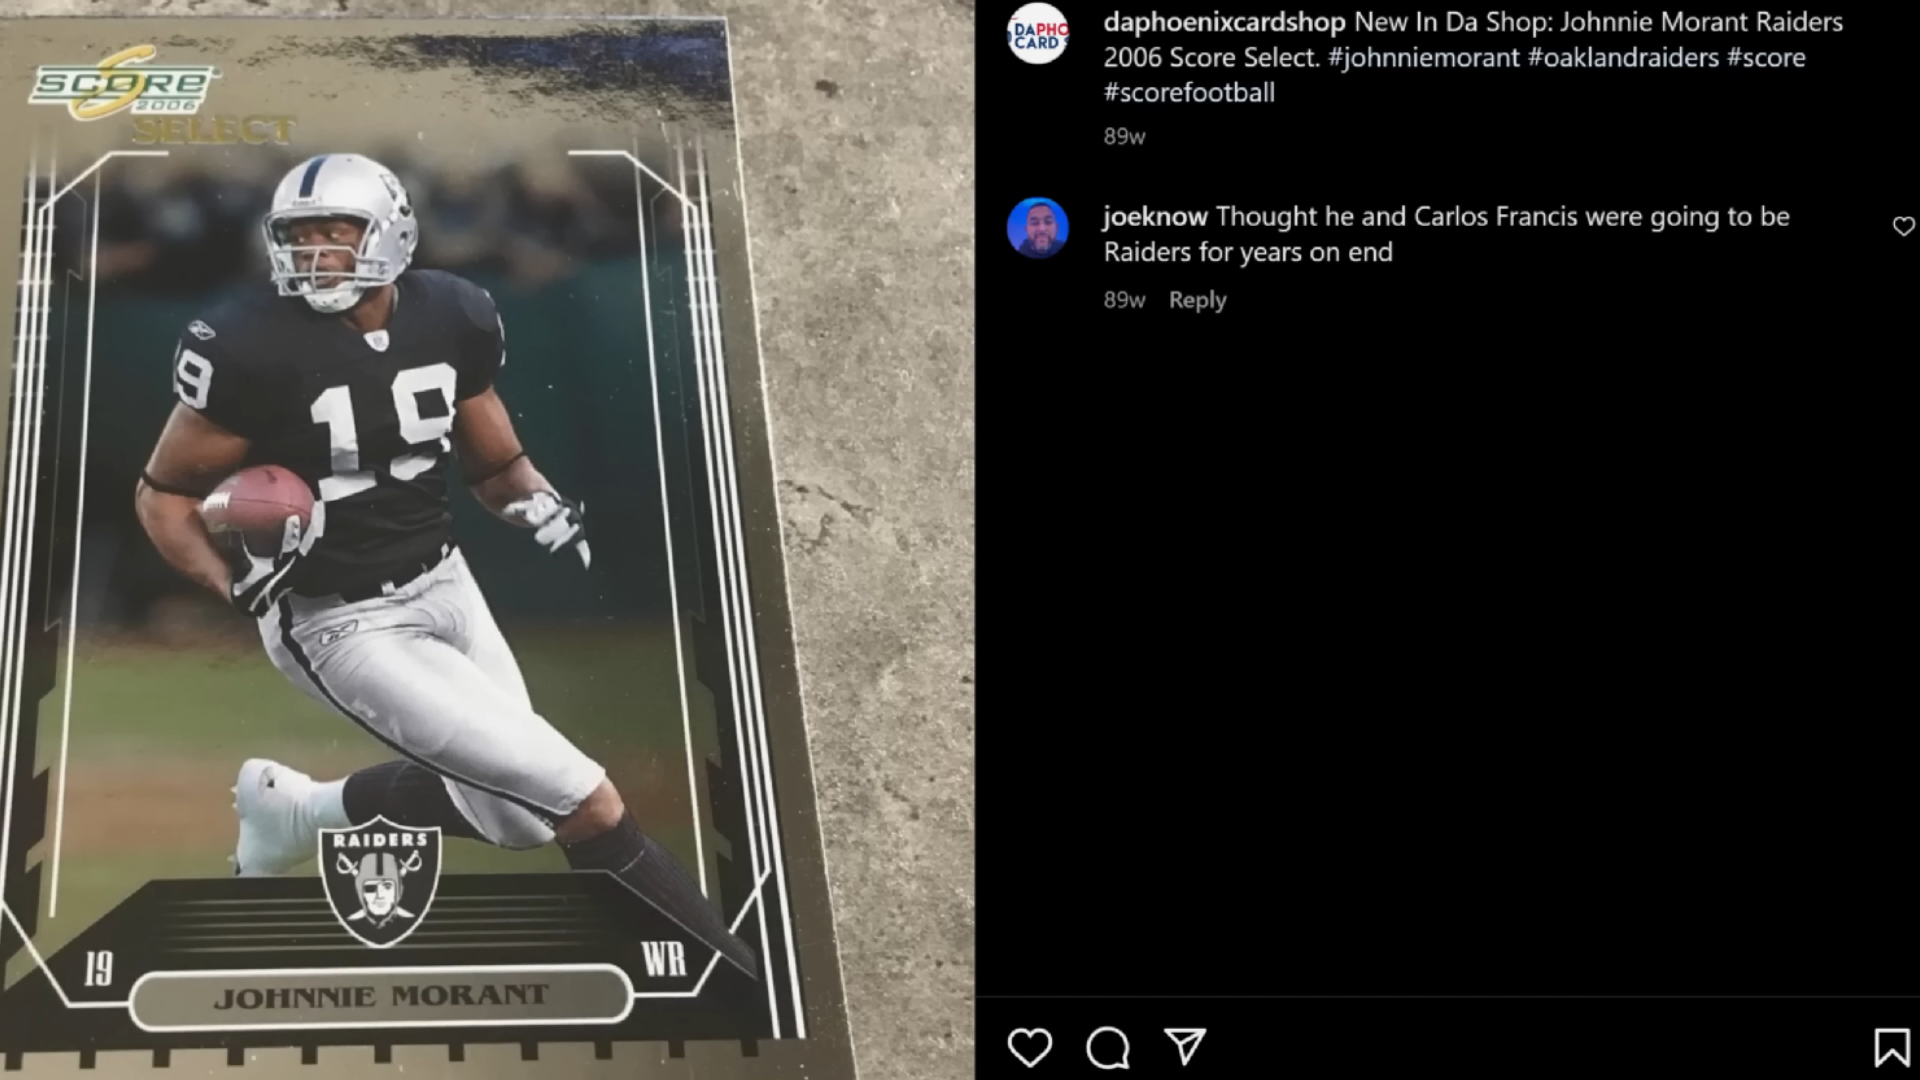 SCORE
2006
SELECT
19
19
RAIDERS
19
WR
JOHNNIE MORANT
DAPHO
CARD S
daphoenixcardshop New In Da Shop: Johnnie Morant Raiders
2006 Score Select. #johnniemorant #oaklandraiders #score
#scorefootball
89w
joeknow Thought he and Carlos Francis were going to be
Raiders for years on end
89w Reply